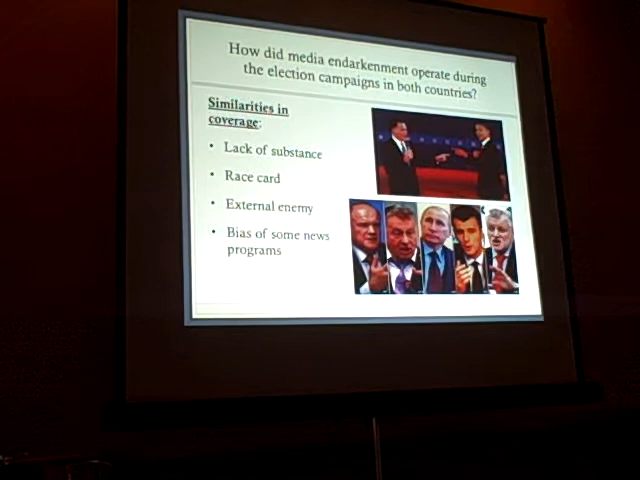 How did media endarkenment operate during
the election campaigns in both countries?
Similarities in
coverage:
• Lack of substance
• Race card
• External enemy
• Bias of some news
programs